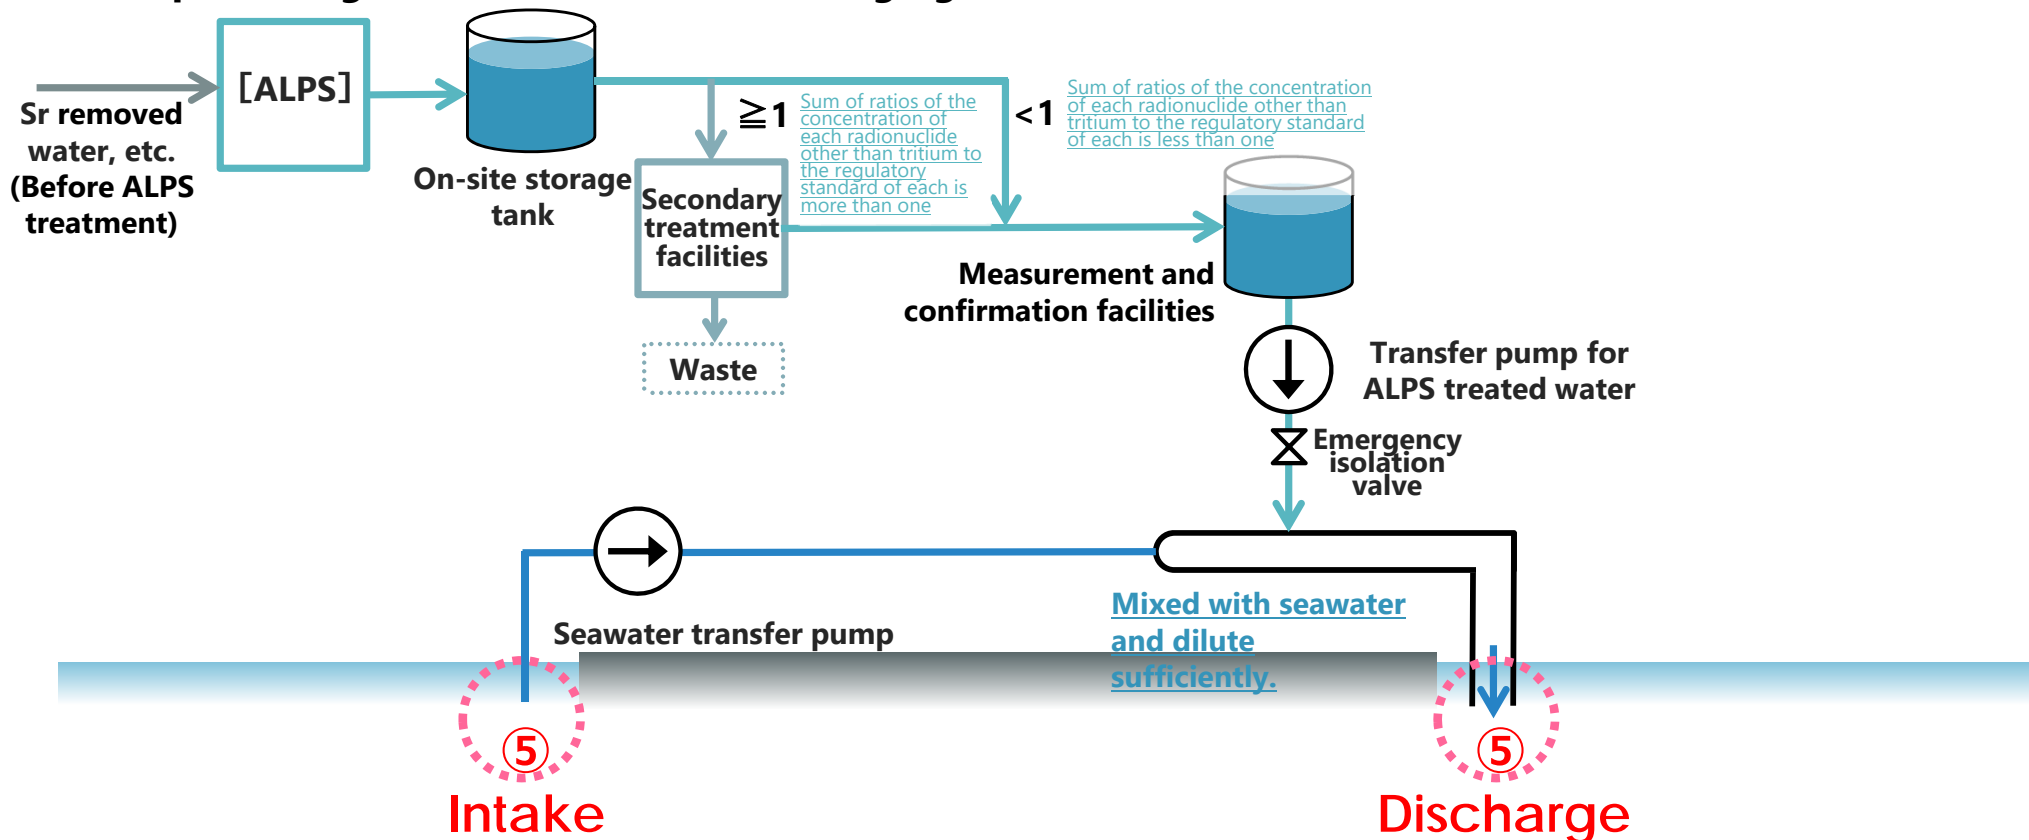 [ALPS]
Sr removed
water, etc.
(Before ALPS
treatment)
On-site storage
tank
≧1
Sum of ratios of the
concentration of
each radionuclide
other than tritium to
the regulatory
standard of each is
more than one
<1
Sum of ratios of the concentration
of each radionuclide other than
tritium to the regulatory standard
of each is less than one
Secondary
treatment
facilities
Waste
Measurement and
confirmation facilities
Transfer pump for
ALPS treated water
Emergency
isolation
valve
Seawater transfer pump
Mixed with seawater
and dilute
sufficiently.
⑤
Intake
⑤
Discharge